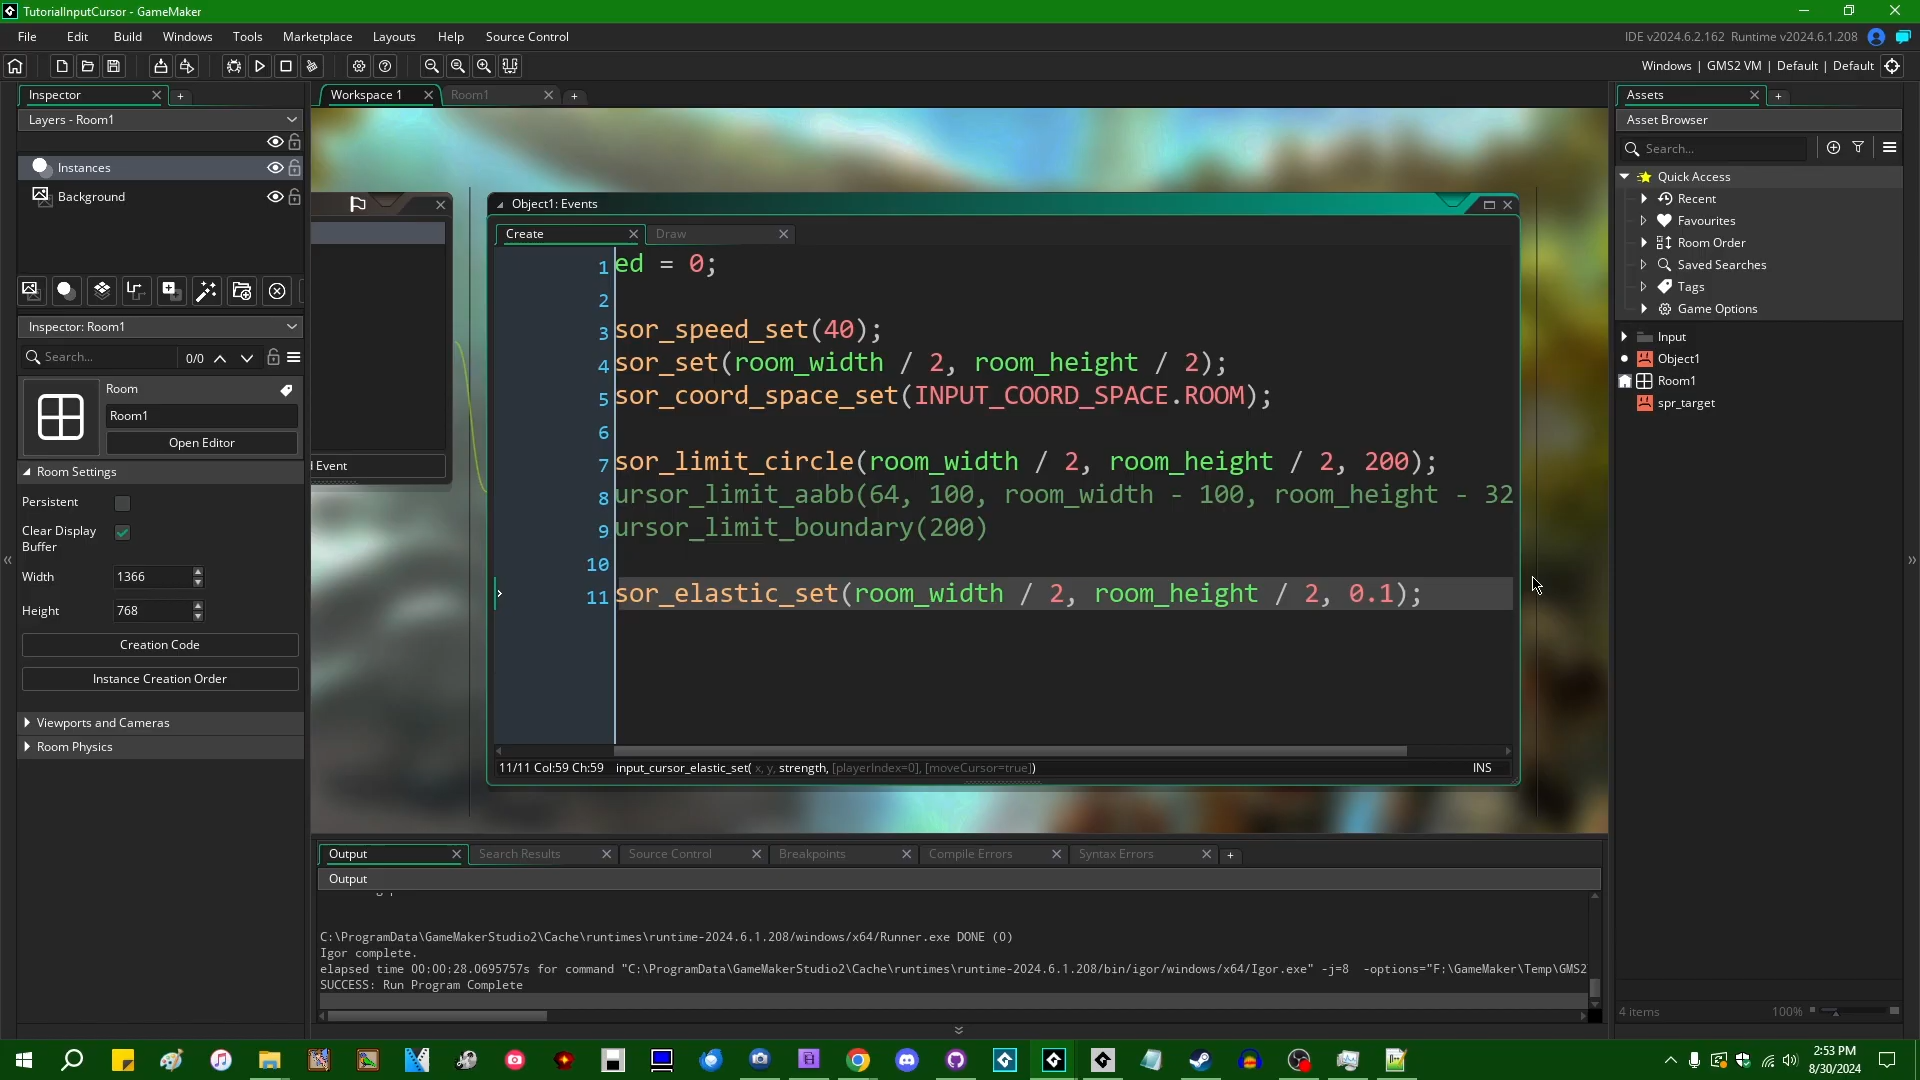 TutorialInputCursor - GameMaker
File Edit Build Windows Tools Marketplace Layouts Help Source Control
IDE v2024.6.2.162 Runtime v2024.6.1.208
Windows | GMS2 VM | Default | Default
Inspector
Layers - Room1
Instances
Background
Inspector: Room1
Search...
0/0
Room
Room1
Open Editor
Room Settings
Persistent
Clear Display
Buffer
Width 1366
Height 768
Creation Code
Instance Creation Order
Viewports and Cameras
Room Physics
Workspace 1
Room1
Event
Object1: Events
Create
Draw
1 ed = 0;
2
3 sor_speed_set(40);
4 sor_set(room_width / 2, room_height / 2);
5 sor_coord_space_set(INPUT_COORD_SPACE.ROOM);
6
7 sor_limit_circle(room_width / 2, room_height / 2, 200);
8 ursor_limit_aabb(64, 100, room_width - 100, room_height - 32
9 ursor_limit_boundary(200)
10
11 sor_elastic_set(room_width / 2, room_height / 2, 0.1);
11/11 Col:59 Ch:59 input_cursor_elastic_set( x, y, strength, [playerIndex=0], [moveCursor=true])
INS
Output
Search Results
Source Control
Breakpoints
Compile Errors
Syntax Errors
Output
C:\ProgramData\GameMakerStudio2\Cache\runtimes\runtime-2024.6.1.208/windows/x64/Runner.exe DONE (0)
Igor complete.
elapsed time 00:00:28.0695757s for command "C:\ProgramData\GameMakerStudio2\Cache\runtimes\runtime-2024.6.1.208/bin/igor/windows/x64/Igor.exe" -j=8 -options="F:\GameMaker\Temp\GMS2
SUCCESS: Run Program Complete
Assets
Asset Browser
Search...
Quick Access
Recent
Favourites
Room Order
Saved Searches
Tags
Game Options
Input
Object1
Room1
spr_target
4 items
100%
2:53 PM
8/30/2024